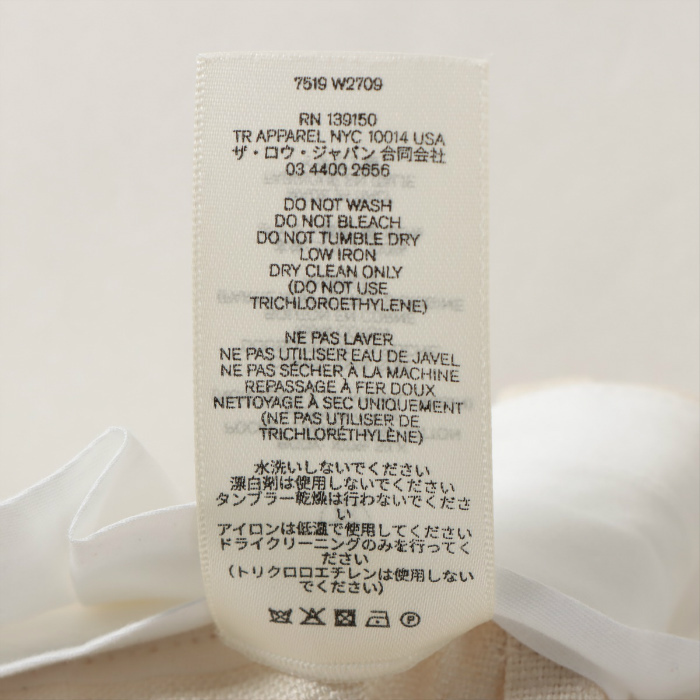 7519 W2709
RN 139150
TR APPAREL NYC 10014 USA
ザ・ロウ・ジャパン 合同会社
03 4400 2656
DO NOT WASH
DO NOT BLEACH
DO NOT TUMBLE DRY
LOW IRON
DRY CLEAN ONLY
(DO NOT USE
TRICHLOROETHYLENE)
NE PAS LAVER
NE PAS UTILISER EAU DE JAVEL
NE PAS SÉCHER À LA MACHINE
REPASSAGE À FER DOUX
NETTOYAGE À SEC UNIQUEMENT
(NE PAS UTILISER DE
TRICHLORÉTHYLÈNE)
水洗いしないでください
漂白剤は使用しないでください
タンブラー乾燥は行わないでくださ
い
アイロンは低温で使用してください
ドライクリーニングのみを行ってく
ださい
(トリクロロエチレンは使用しない
でください)